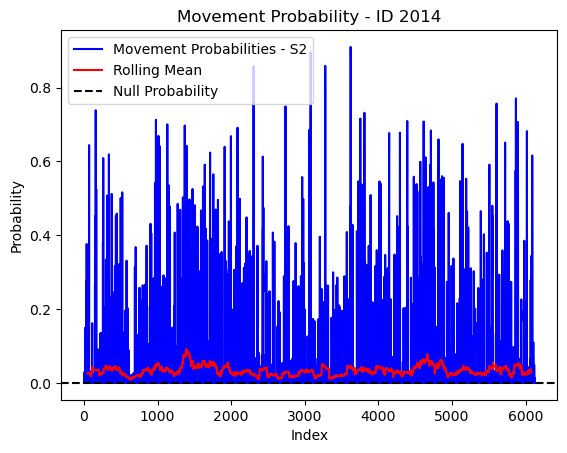 Movement Probability - ID 2014
Movement Probabilities - S2
Rolling Mean
Null Probability
Probability
0.8
0.6
0.4
0.2
0.0
0
1000
2000
3000
4000
5000
6000
Index